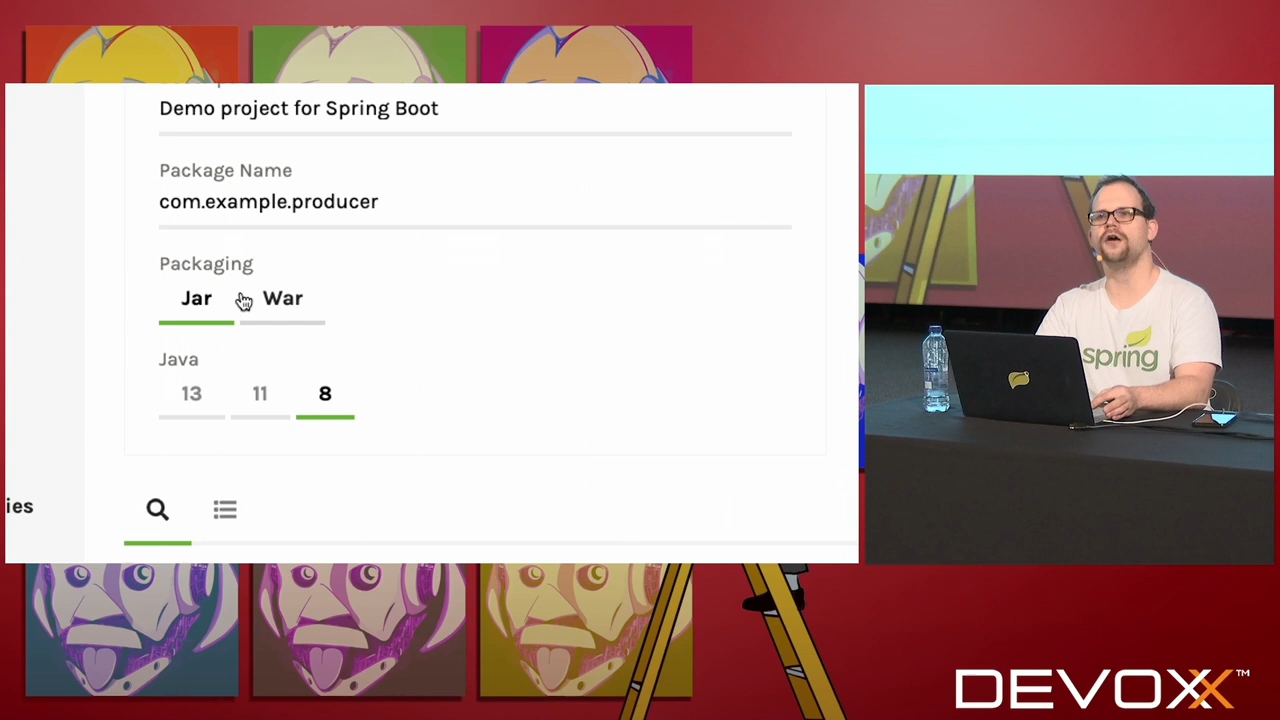 Demo project for Spring Boot
Package Name
com.example.producer
Packaging
Jar War
Java
13 11 8
ies
spring
DEVOXX™